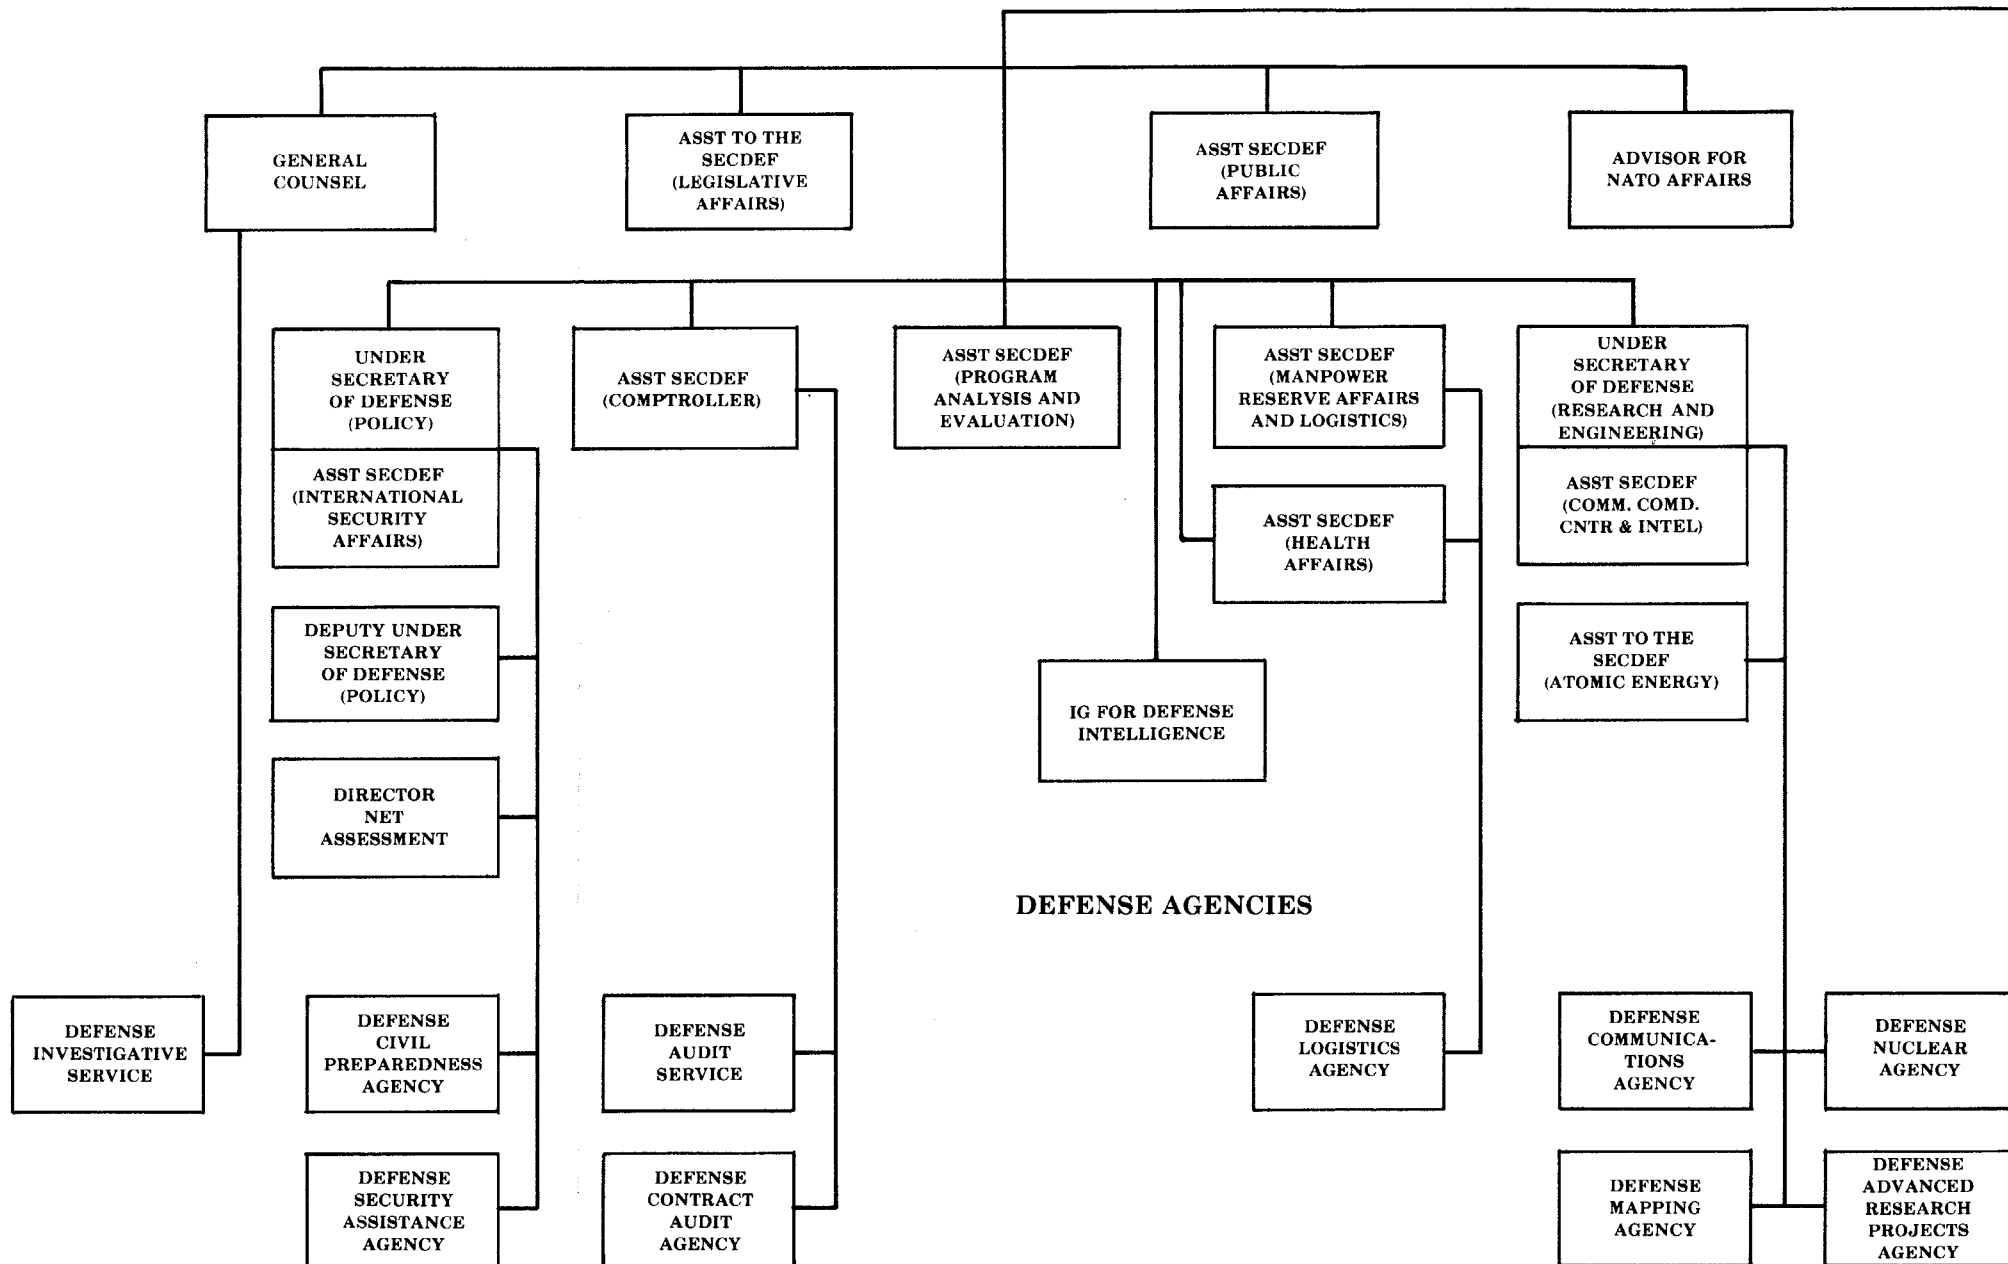 GENERAL
COUNSEL
ASST TO THE
SECDEF
(LEGISLATIVE
AFFAIRS)
ASST SECDEF
(PUBLIC
AFFAIRS)
ADVISOR FOR
NATO AFFAIRS
UNDER
SECRETARY
OF DEFENSE
(POLICY)
ASST SECDEF
(INTERNATIONAL
SECURITY
AFFAIRS)
ASST SECDEF
(COMPTROLLER)
ASST SECDEF
(PROGRAM
ANALYSIS AND
EVALUATION)
ASST SECDEF
(MANPOWER
RESERVE AFFAIRS
AND LOGISTICS)
UNDER
SECRETARY
OF DEFENSE
(RESEARCH AND
ENGINEERING)
ASST SECDEF
(COMM. COMD.
CNTR & INTEL)
ASST SECDEF
(HEALTH
AFFAIRS)
DEPUTY UNDER
SECRETARY
OF DEFENSE
(POLICY)
IG FOR DEFENSE
INTELLIGENCE
ASST TO THE
SECDEF
(ATOMIC ENERGY)
DIRECTOR
NET
ASSESSMENT
DEFENSE AGENCIES
DEFENSE
INVESTIGATIVE
SERVICE
DEFENSE
CIVIL
PREPAREDNESS
AGENCY
DEFENSE
AUDIT
SERVICE
DEFENSE
LOGISTICS
AGENCY
DEFENSE
COMMUNICA-
TIONS
AGENCY
DEFENSE
NUCLEAR
AGENCY
DEFENSE
SECURITY
ASSISTANCE
AGENCY
DEFENSE
CONTRACT
AUDIT
AGENCY
DEFENSE
MAPPING
AGENCY
DEFENSE
ADVANCED
RESEARCH
PROJECTS
AGENCY